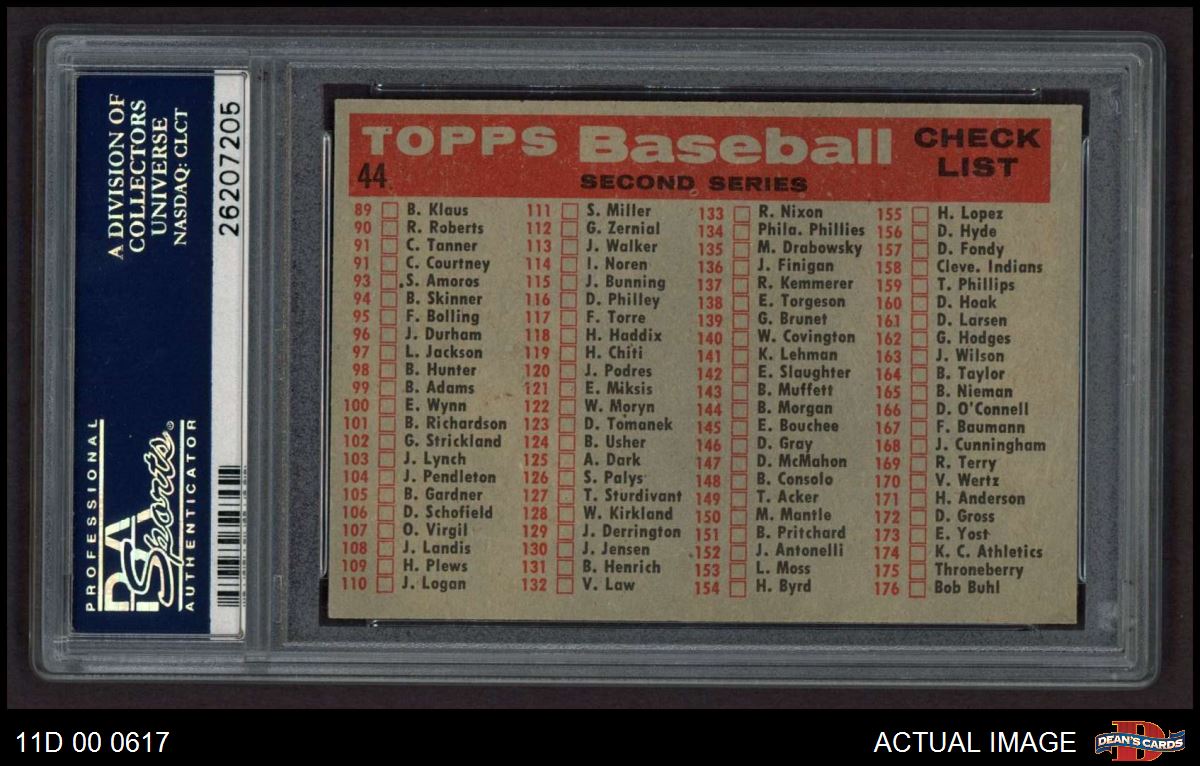 A DIVISION OF
COLLECTORS
UNIVERSE
NASDAQ: CLCT
26207205
PROFESSIONAL
PSA
Sports®
AUTHENTICATOR
TOPPS Baseball CHECK
LIST
44
SECOND SERIES
89 B. Klaus
90 R. Roberts
91 C. Tanner
91 C. Courtney
93 S. Amoros
94 B. Skinner
95 F. Bolling
96 J. Durham
97 L. Jackson
98 B. Hunter
99 B. Adams
100 E. Wynn
101 B. Richardson
102 G. Strickland
103 J. Lynch
104 J. Pendleton
105 B. Gardner
106 D. Schofield
107 O. Virgil
108 J. Landis
109 H. Plews
110 J. Logan
111 S. Miller
112 G. Zernial
113 J. Walker
114 I. Noren
115 J. Bunning
116 D. Philley
117 F. Torre
118 H. Haddix
119 H. Chiti
120 J. Podres
121 E. Miksis
122 W. Moryn
123 D. Tomanek
124 B. Usher
125 A. Dark
126 S. Palys
127 T. Sturdivant
128 W. Kirkland
129 J. Derrington
130 J. Jensen
131 B. Henrich
132 V. Law
133 R. Nixon
134 Phila. Phillies
135 M. Drabowsky
136 J. Finigan
137 R. Kemmerer
138 E. Torgeson
139 G. Brunet
140 W. Covington
141 K. Lehman
142 E. Slaughter
143 B. Muffett
144 B. Morgan
145 E. Bouchee
146 D. Gray
147 D. McMahon
148 B. Consolo
149 T. Acker
150 M. Mantle
151 B. Pritchard
152 J. Antonelli
153 L. Moss
154 H. Byrd
155 H. Lopez
156 D. Hyde
157 D. Fondy
158 Cleve. Indians
159 T. Phillips
160 D. Hoak
161 D. Larsen
162 G. Hodges
163 J. Wilson
164 B. Taylor
165 B. Nieman
166 D. O'Connell
167 F. Baumann
168 J. Cunningham
169 R. Terry
170 V. Wertz
171 H. Anderson
172 D. Gross
173 E. Yost
174 K. C. Athletics
175 Throneberry
176 Bob Buhl
11D 00 0617
ACTUAL IMAGE
D
DEAN'S CARDS